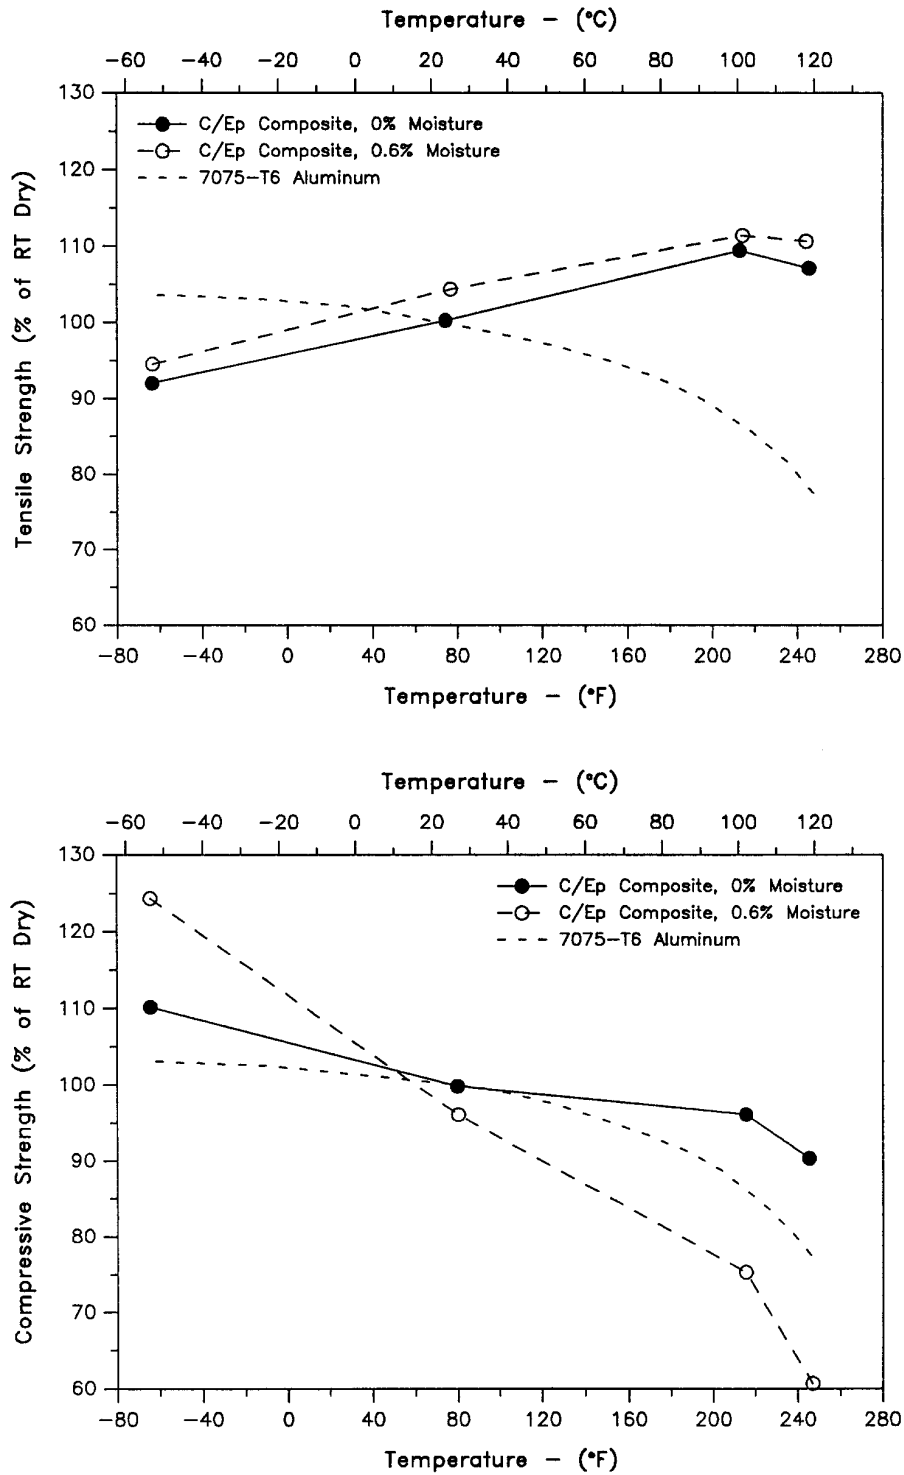 Temperature – (°C)
−60 −40 −20 0 20 40 60 80 100 120
130
120
110
100
90
80
70
60
Tensile Strength (% of RT Dry)
C/Ep Composite, 0% Moisture
C/Ep Composite, 0.6% Moisture
7075–T6 Aluminum
−80 −40 0 40 80 120 160 200 240 280
Temperature – (°F)
Temperature – (°C)
−60 −40 −20 0 20 40 60 80 100 120
130
120
110
100
90
80
70
60
Compressive Strength (% of RT Dry)
C/Ep Composite, 0% Moisture
C/Ep Composite, 0.6% Moisture
7075–T6 Aluminum
−80 −40 0 40 80 120 160 200 240 280
Temperature – (°F)